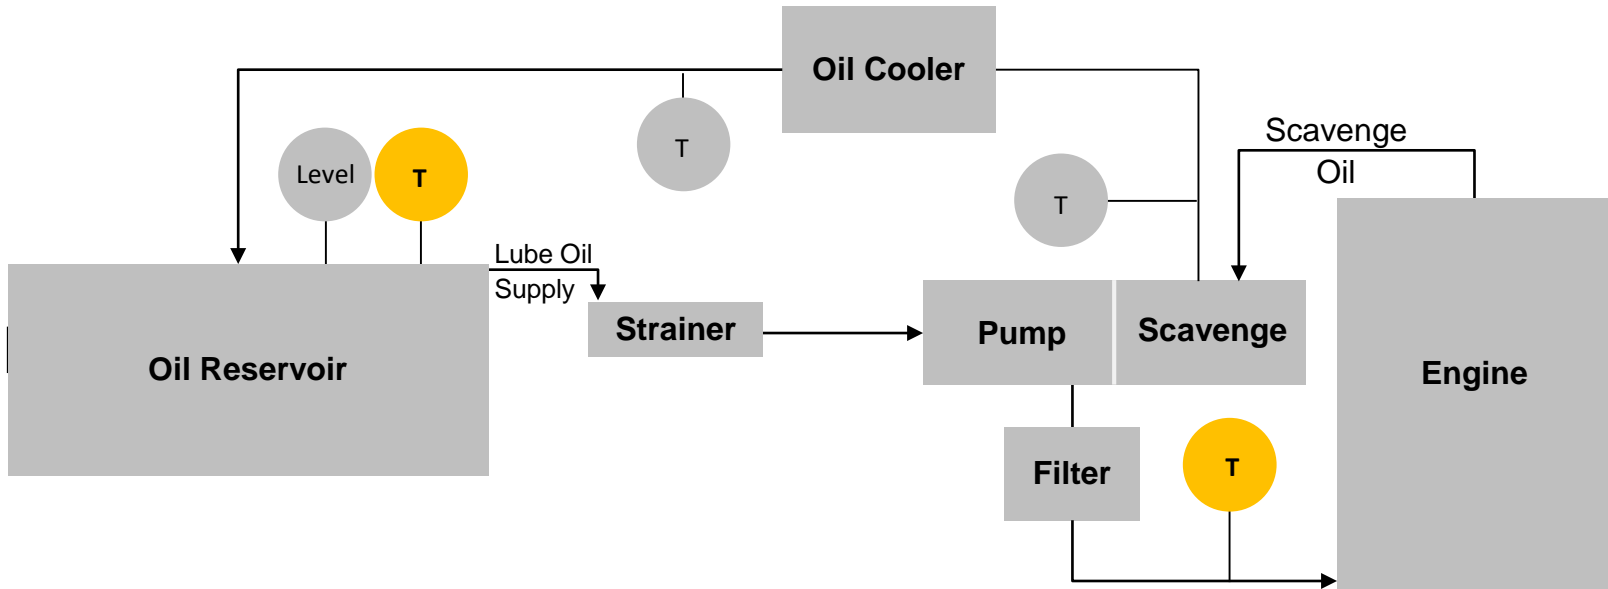 Oil Cooler
Scavenge
Oil
T
Level
T
T
Lube Oil
Supply
Strainer
Pump
Scavenge
Oil Reservoir
Engine
Filter
T